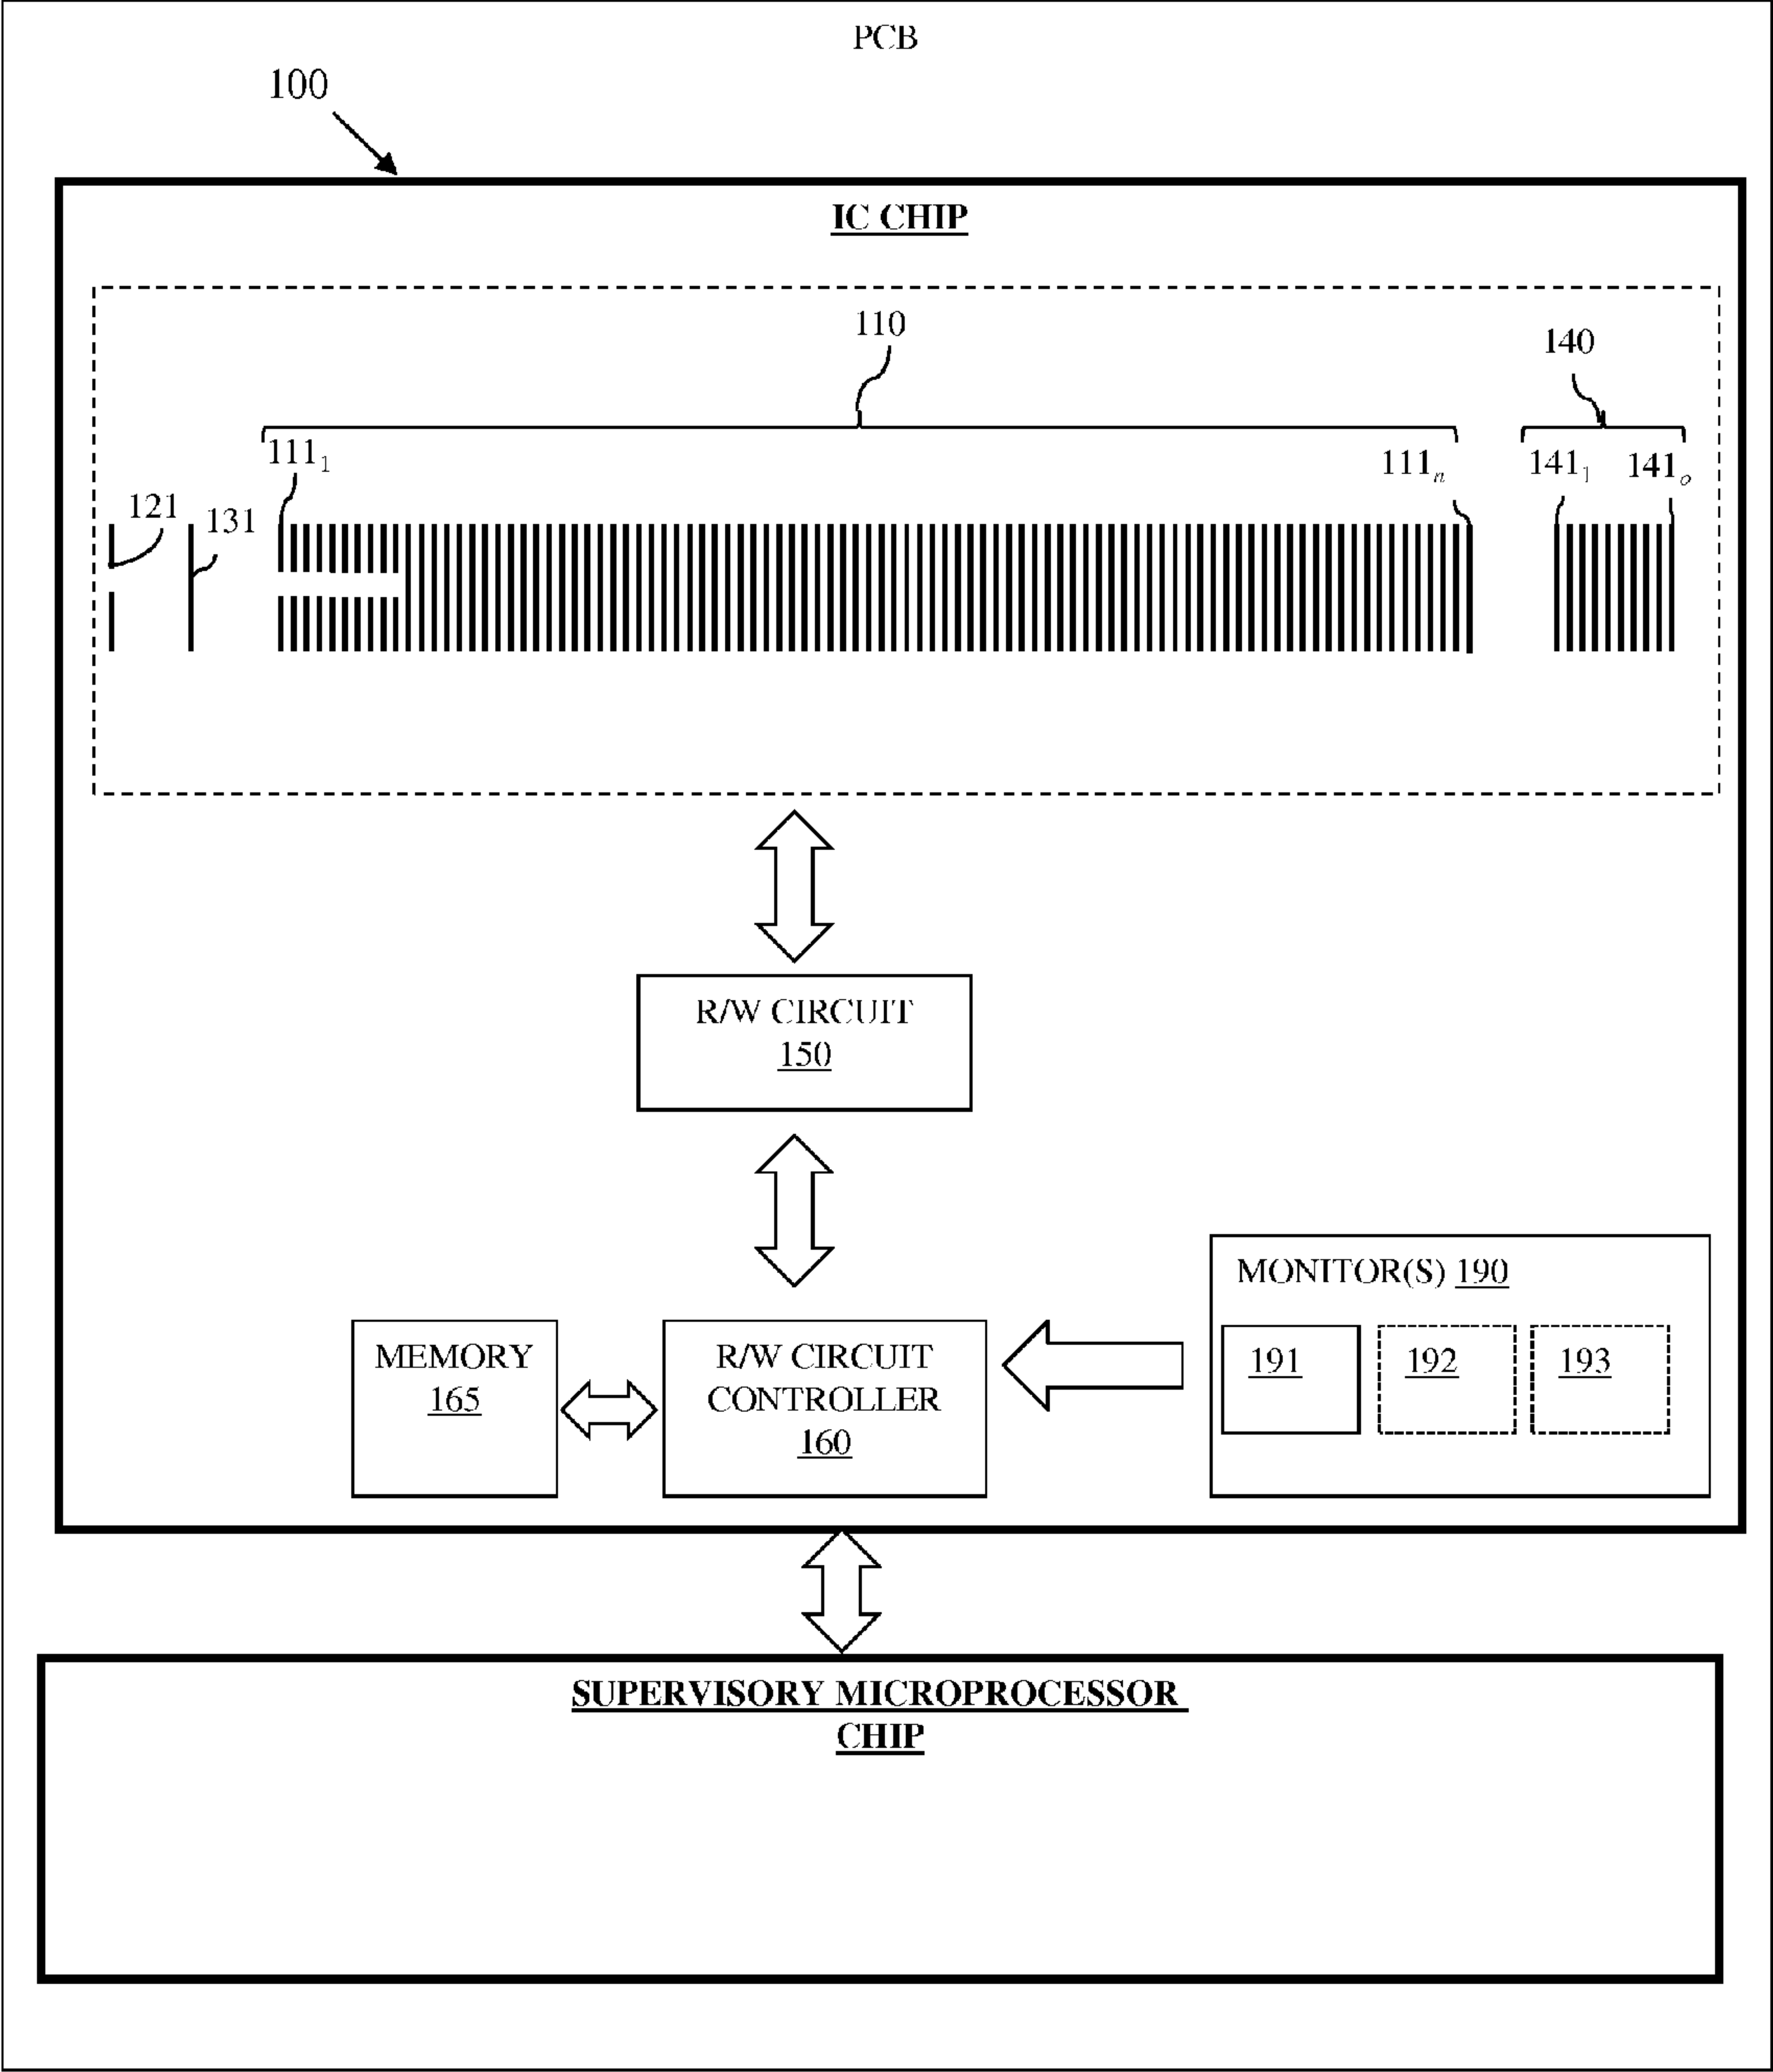 PCB
100
IC CHIP
110
140
111₁
111ₙ
141₁
141ₒ
121
131
R/W CIRCUIT
150
MONITOR(S) 190
191
192
193
MEMORY
165
R/W CIRCUIT
CONTROLLER
160
SUPERVISORY MICROPROCESSOR
CHIP